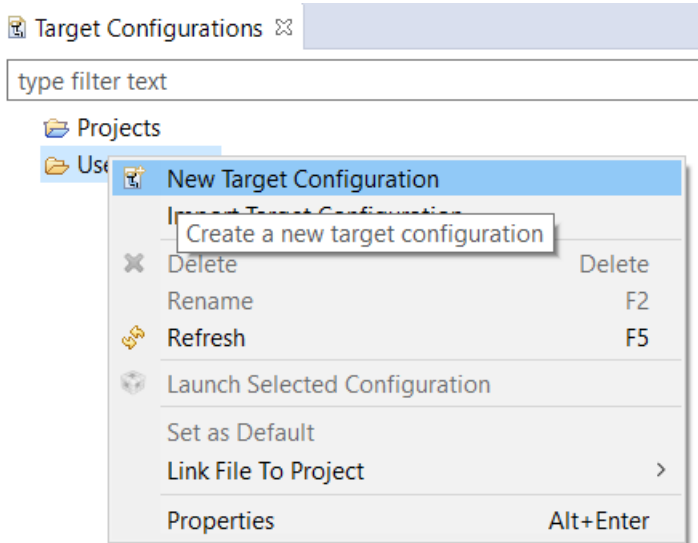 Target Configurations
type filter text
Projects
New Target Configuration
Create a new target configuration
Delete Delete
Rename F2
Refresh F5
Launch Selected Configuration
Set as Default
Link File To Project >
Properties Alt+Enter